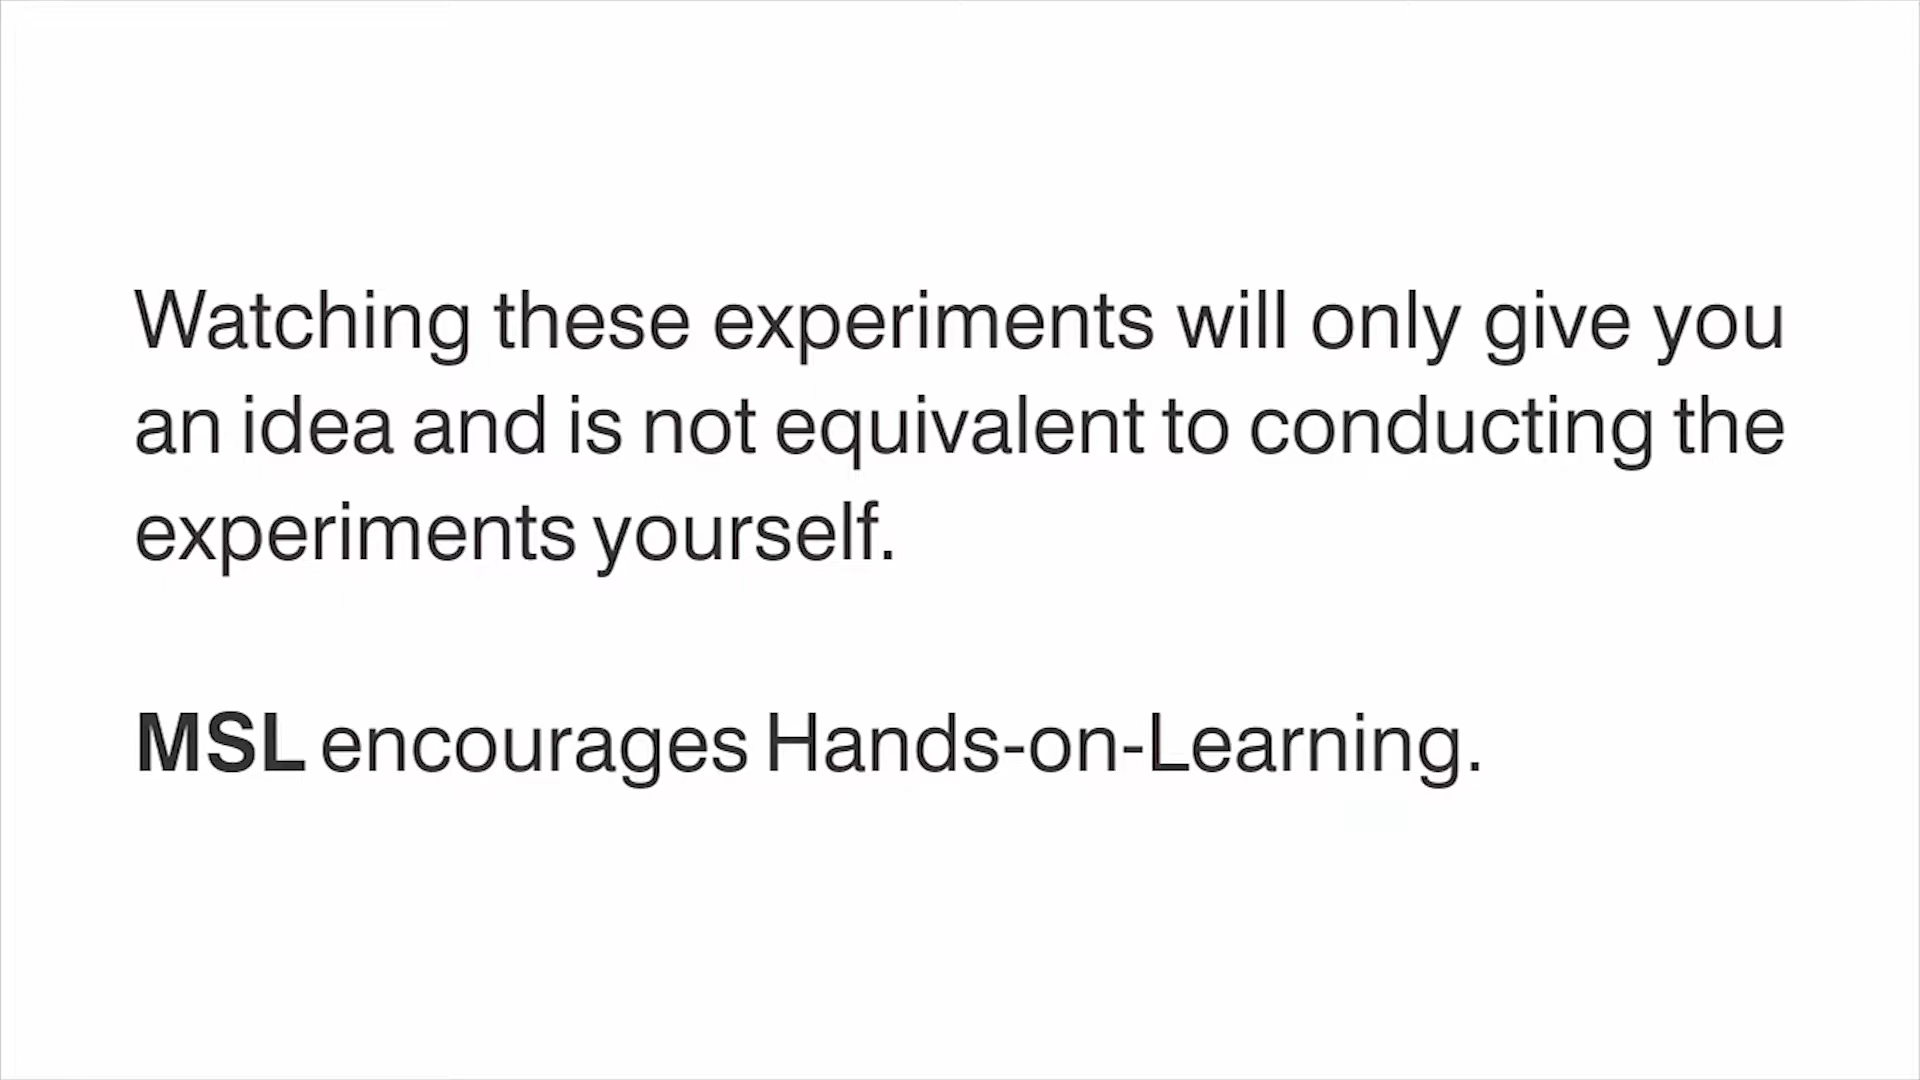 Watching these experiments will only give you
an idea and is not equivalent to conducting the
experiments yourself.
MSL encourages Hands-on-Learning.